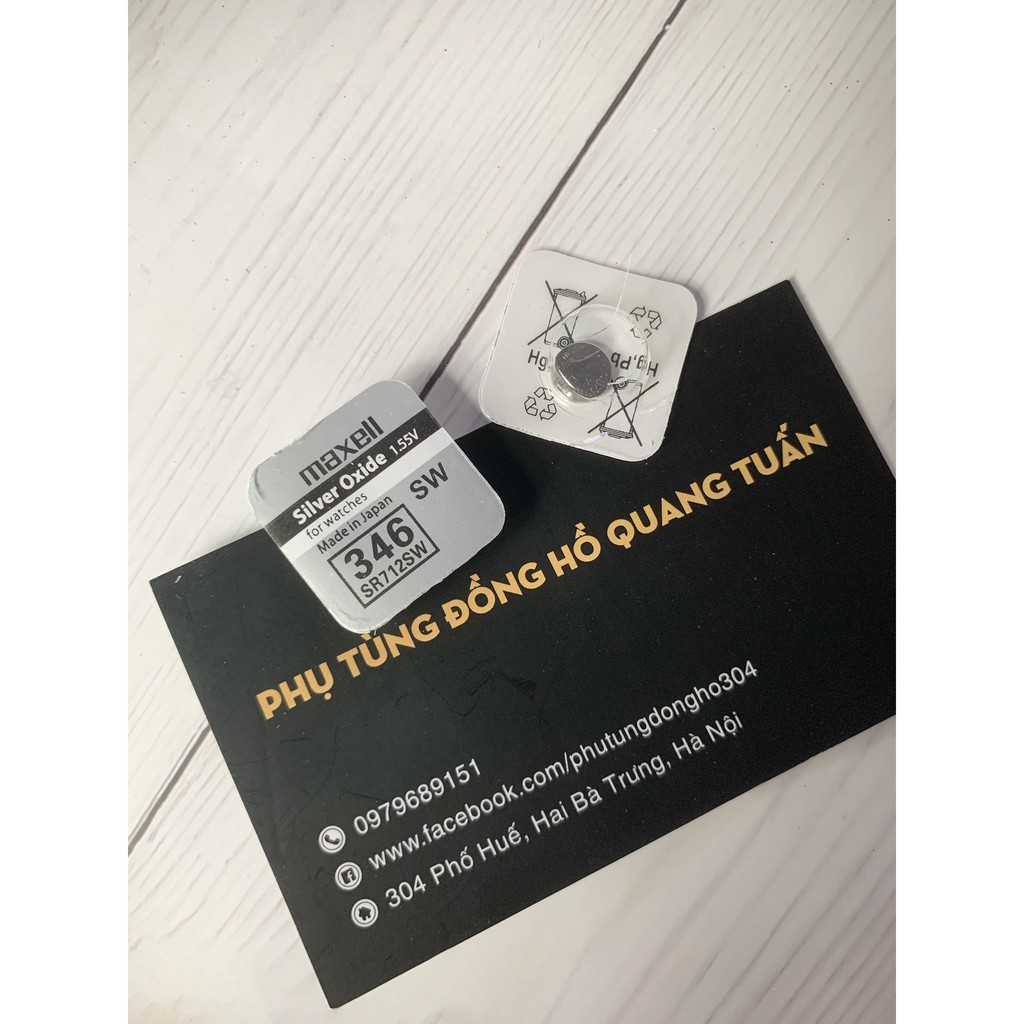 maxell
Silver Oxide 1.55V
for watches
Made in Japan
SW
346
SR712SW
Hg
Hg,Pb
PHỤ TÙNG ĐỒNG HỒ QUANG TUẤN
0979689151
www.facebook.com/phutungdongho304
304 Phố Huế, Hai Bà Trưng, Hà Nội